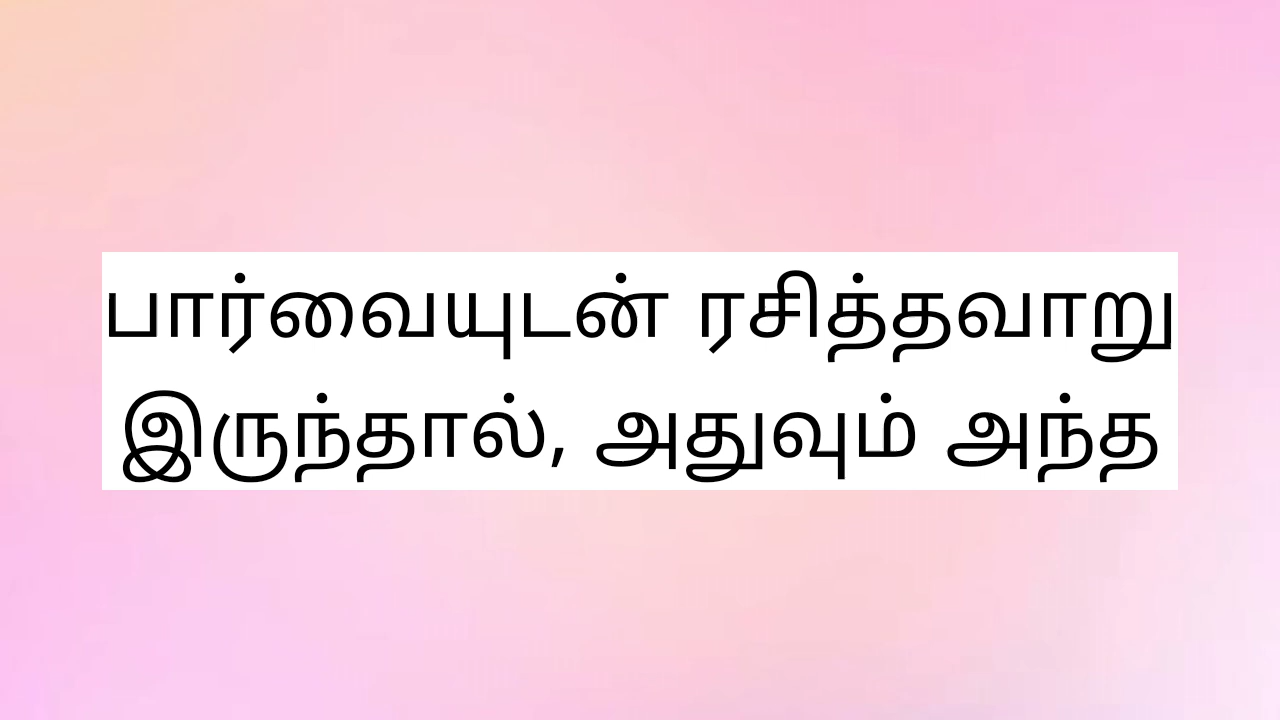 பார்வையுடன் ரசித்தவாறு
இருந்தால், அதுவும் அந்த